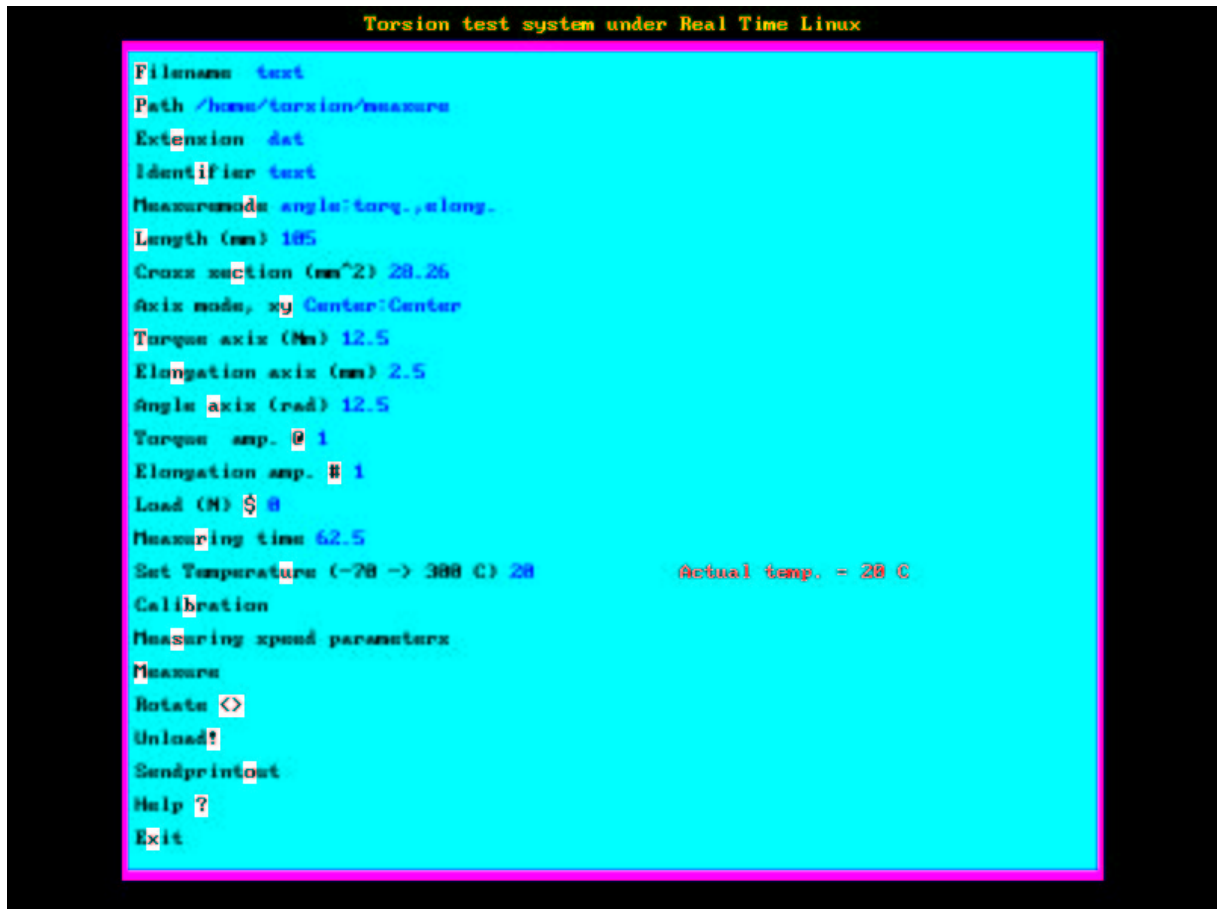 Torsion test system under Real Time Linux
Filename text
Path /home/torsion/measure
Extension dat
Identifier text
Measuremode angle:torq.,elong.
Length (mm) 105
Cross section (mm^2) 28.26
Axis mode, xy Center:Center
Torque axis (Nm) 12.5
Elongation axis (mm) 2.5
Angle axis (rad) 12.5
Torque amp. @ 1
Elongation amp. # 1
Load (N) $ 0
Measuring time 62.5
Set Temperature (-70 -> 300 C) 20 Actual temp. = 20 C
Calibration
Measuring speed parameters
Measure
Rotate <>
Unload!
Sendprintout
Help ?
Exit